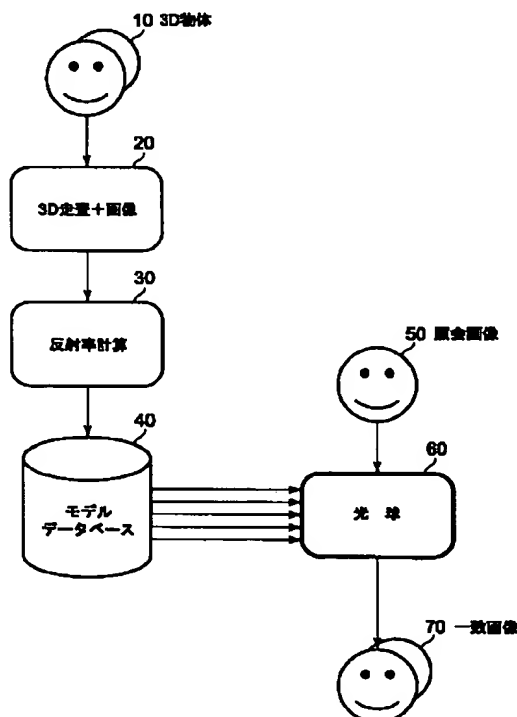 10 3D物体
20
3D走査+画像
30
反射率計算
40
モデル
データベース
50 照会画像
60
光 球
70 一致画像